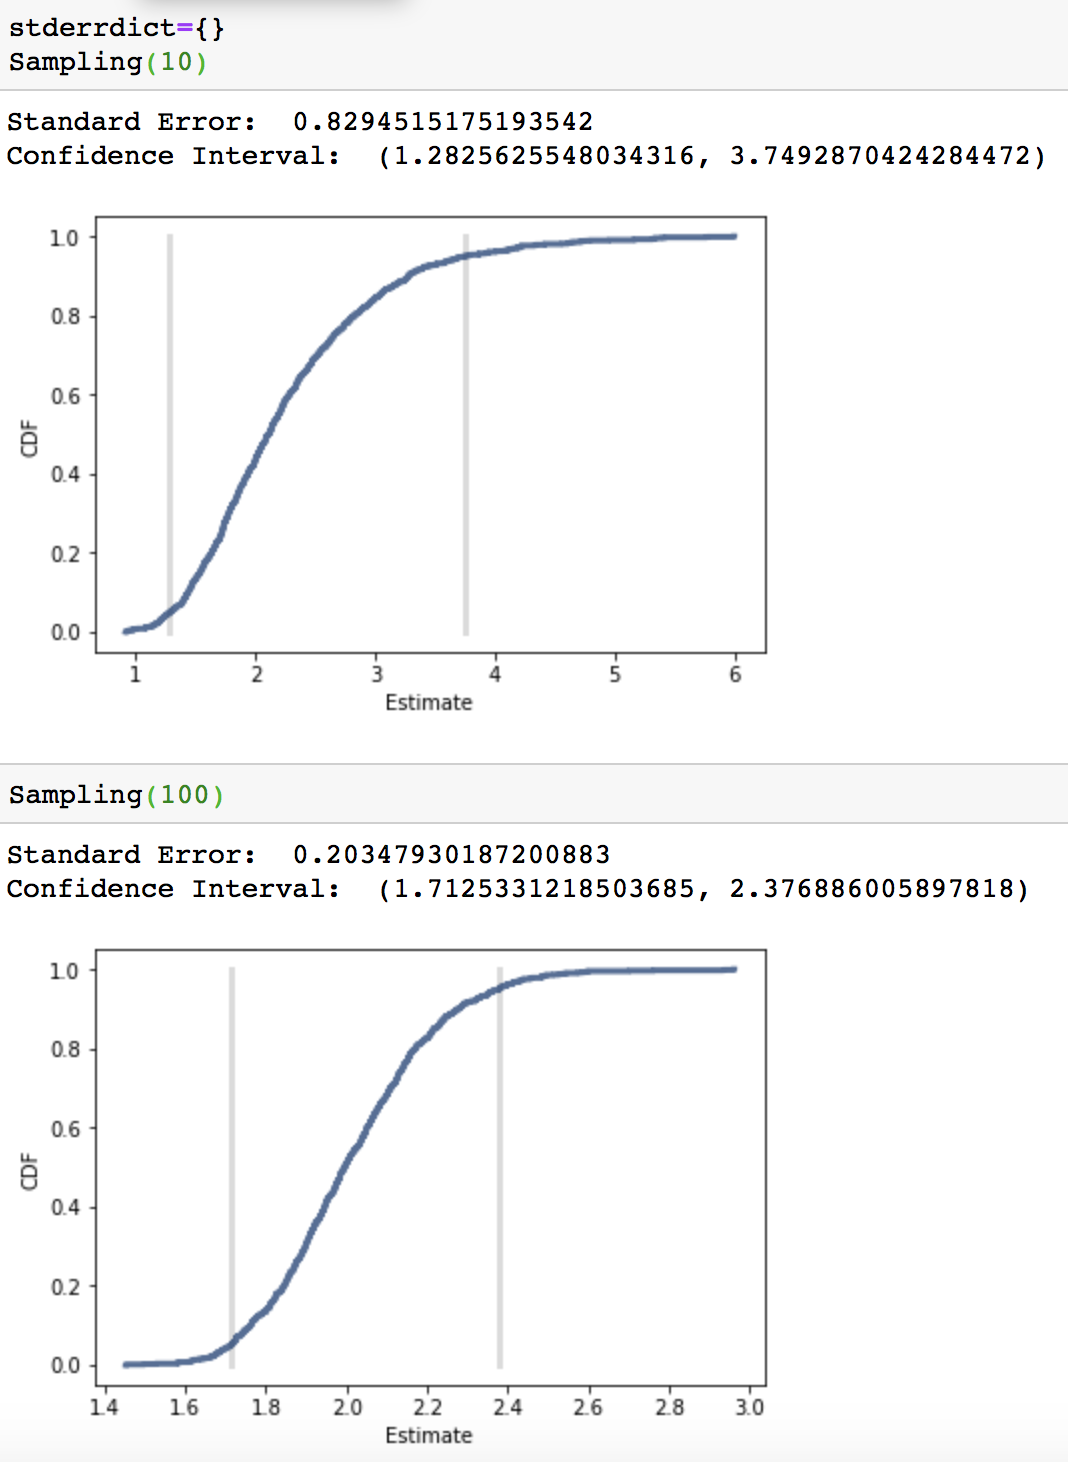 stderrdict={}
Sampling(10)
Standard Error:  0.8294515175193542
Confidence Interval:  (1.2825625548034316, 3.7492870424284472)
1.0
0.8
0.6
0.4
0.2
0.0
CDF
1 2 3 4 5 6
Estimate
Sampling(100)
Standard Error:  0.20347930187200883
Confidence Interval:  (1.7125331218503685, 2.376886005897818)
1.0
0.8
0.6
0.4
0.2
0.0
CDF
1.4 1.6 1.8 2.0 2.2 2.4 2.6 2.8 3.0
Estimate